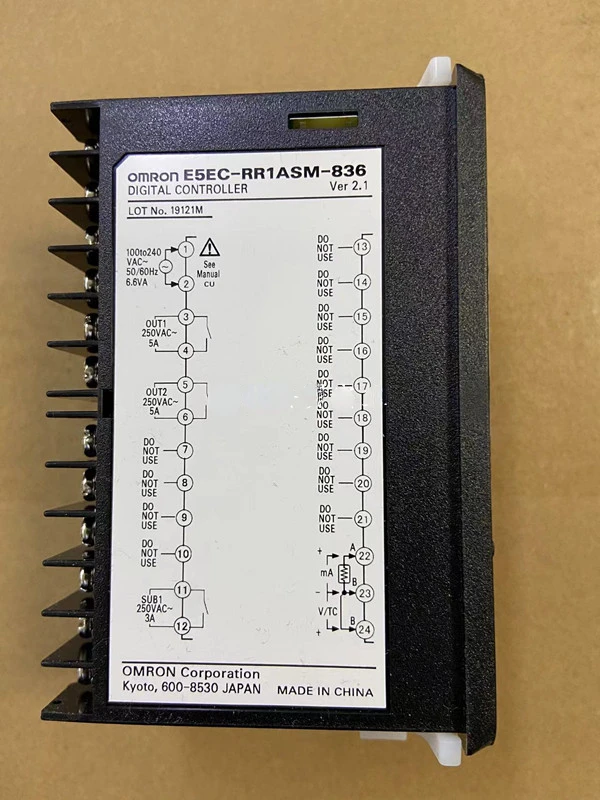 omron E5EC-RR1ASM-836
DIGITAL CONTROLLER Ver 2.1
LOT No. 19121M
100to240
VAC~
50/60Hz
6.6VA
1
2
See
Manual
CU
OUT1
250VAC~
5A
3
4
OUT2
250VAC~
5A
5
6
DO
NOT
USE
7
DO
NOT
USE
8
DO
NOT
USE
9
DO
NOT
USE
10
SUB1
250VAC~
3A
11
12
DO
NOT
USE
13
DO
NOT
USE
14
DO
NOT
USE
15
DO
NOT
USE
16
DO
NOT
USE
17
DO
NOT
USE
18
DO
NOT
USE
19
DO
NOT
USE
20
DO
NOT
USE
21
+
mA
-
V/TC
+
A
22
B
23
B
24
OMRON Corporation
Kyoto, 600-8530 JAPAN MADE IN CHINA